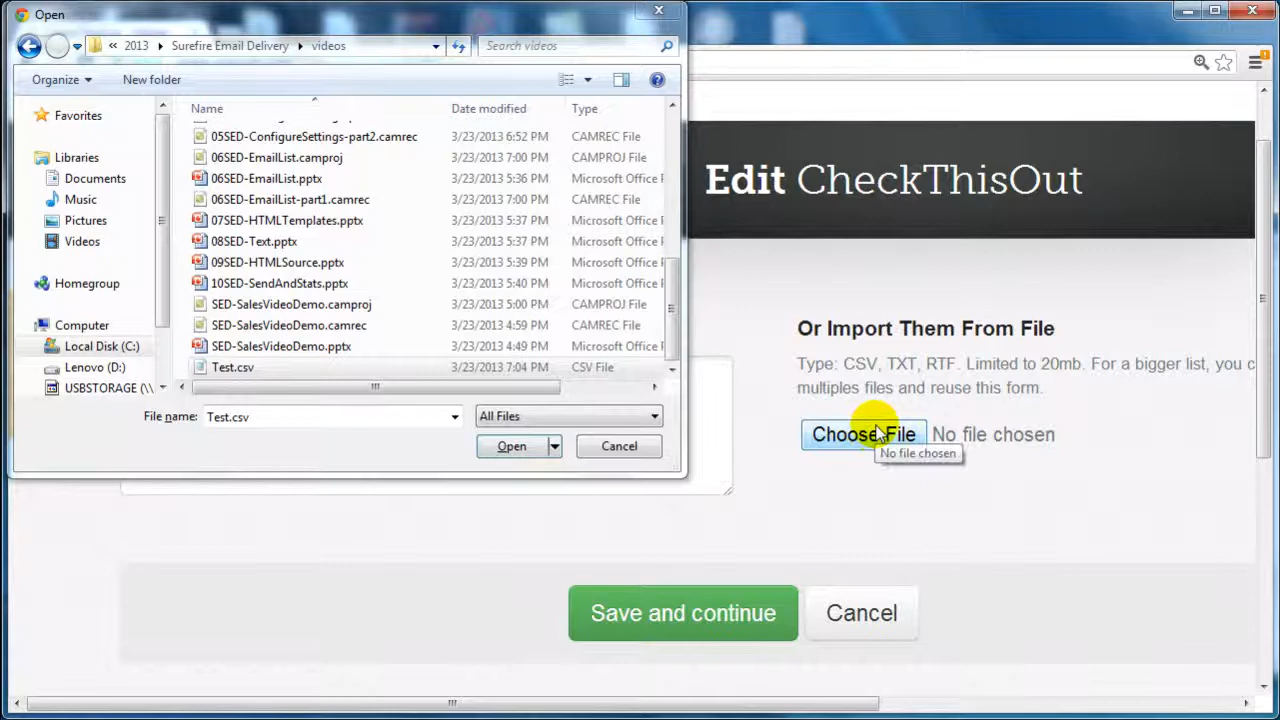 Open
« 2013 Surefire Email Delivery videos
Search videos
Organize
New folder
Name Date modified Type
Favorites
Libraries
Documents
Music
Pictures
Videos
Homegroup
Computer
Local Disk (C:)
Lenovo (D:)
USBSTORAGE (\\
05SED-ConfigureSettings-part2.camrec 3/23/2013 6:52 PM CAMREC File
06SED-EmailList.camproj 3/23/2013 7:00 PM CAMPROJ File
06SED-EmailList.pptx 3/23/2013 5:36 PM Microsoft Office
06SED-EmailList-part1.camrec 3/23/2013 7:00 PM CAMREC File
07SED-HTMLTemplates.pptx 3/23/2013 5:37 PM Microsoft Office
08SED-Text.pptx 3/23/2013 5:37 PM Microsoft Office
09SED-HTMLSource.pptx 3/23/2013 5:39 PM Microsoft Office
10SED-SendAndStats.pptx 3/23/2013 5:40 PM Microsoft Office
SED-SalesVideoDemo.camproj 3/23/2013 5:00 PM CAMPROJ File
SED-SalesVideoDemo.camrec 3/23/2013 4:59 PM CAMREC File
SED-SalesVideoDemo.pptx 3/23/2013 4:49 PM Microsoft Office
Test.csv 3/23/2013 7:04 PM CSV File
File name: Test.csv
All Files
Open
Cancel
Edit CheckThisOut
Or Import Them From File
Type: CSV, TXT, RTF. Limited to 20mb. For a bigger list, you c
multiples files and reuse this form.
Choose File No file chosen
No file chosen
Save and continue
Cancel